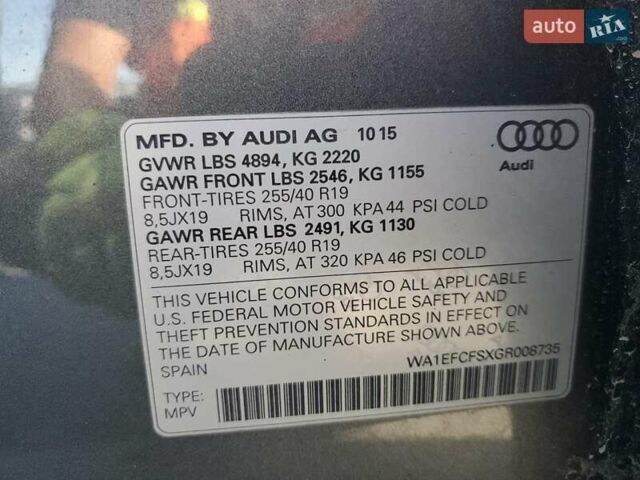 auto RIA .com
MFD. BY AUDI AG 10 15
GVWR LBS 4894, KG 2220
GAWR FRONT LBS 2546, KG 1155
FRONT-TIRES 255/40 R19
8,5JX19 RIMS, AT 300 KPA 44 PSI COLD
GAWR REAR LBS 2491, KG 1130
REAR-TIRES 255/40 R19
8,5JX19 RIMS, AT 320 KPA 46 PSI COLD
Audi
THIS VEHICLE CONFORMS TO ALL APPLICABLE
U.S. FEDERAL MOTOR VEHICLE SAFETY AND
THEFT PREVENTION STANDARDS IN EFFECT ON
THE DATE OF MANUFACTURE SHOWN ABOVE.
SPAIN WA1EFCFSXGR008735
TYPE:
MPV